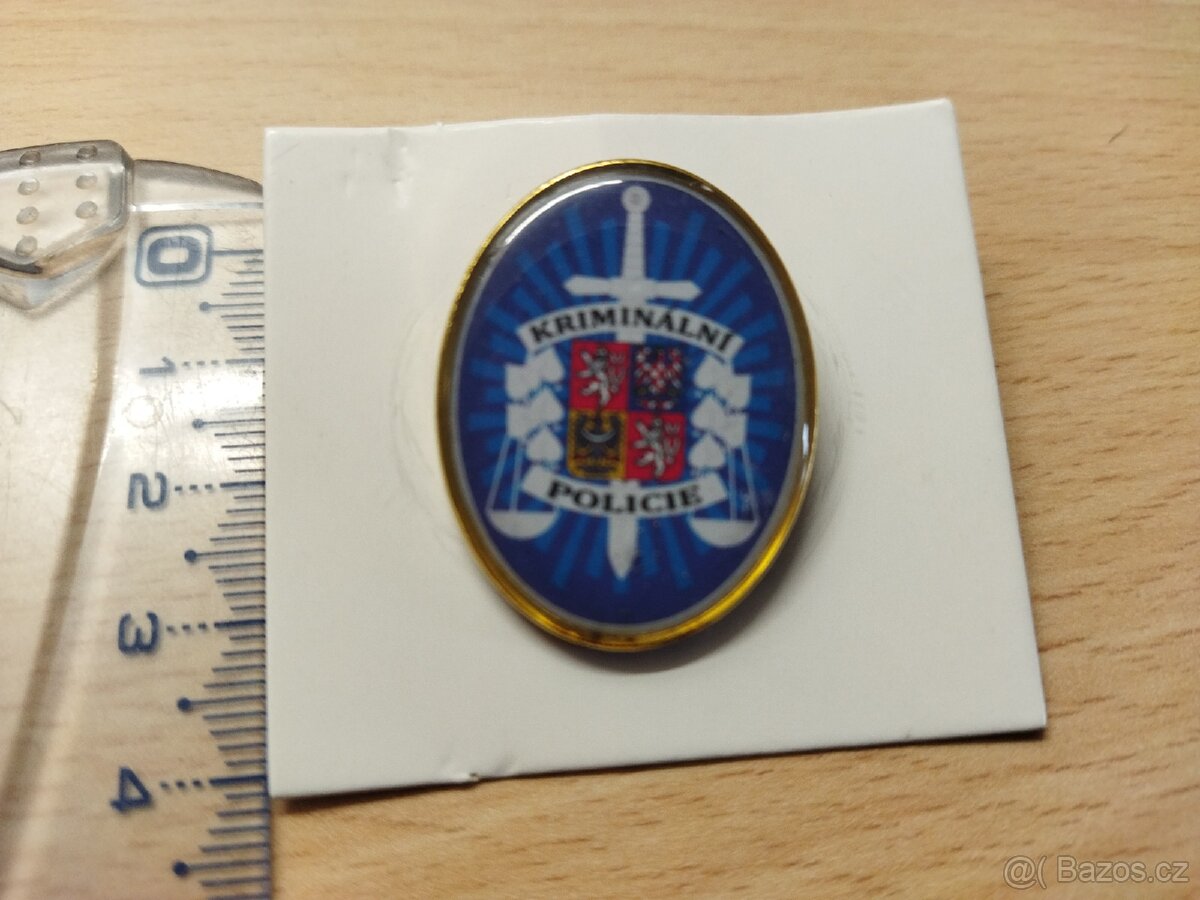 KRIMINÁLNÍ
POLICIE
0
1
2
3
4
@( Bazos.cz